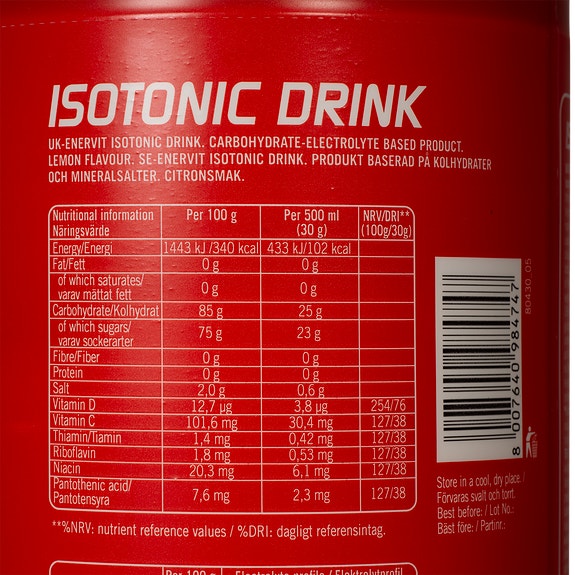 ISOTONIC DRINK
UK-ENERVIT ISOTONIC DRINK. CARBOHYDRATE-ELECTROLYTE BASED PRODUCT.
LEMON FLAVOUR. SE-ENERVIT ISOTONIC DRINK. PRODUKT BASERAD PÅ KOLHYDRATER
OCH MINERALSALTER. CITRONSMAK.
Nutritional information Per 100 g Per 500 ml NRV/DRI**
Näringsvärde (30 g) (100g/30g)
Energy/Energi 1443 kJ /340 kcal 433 kJ/102 kcal
Fat/Fett 0 g 0 g
of which saturates/
varav mättat fett 0 g 0 g
Carbohydrate/Kolhydrat 85 g 25 g
of which sugars/
varav sockerarter 75 g 23 g
Fibre/Fiber 0 g 0 g
Protein 0 g 0 g
Salt 2,0 g 0,6 g
Vitamin D 12,7 µg 3,8 µg 254/76
Vitamin C 101,6 mg 30,4 mg 127/38
Thiamin/Tiamin 1,4 mg 0,42 mg 127/38
Riboflavin 1,8 mg 0,53 mg 127/38
Niacin 20,3 mg 6,1 mg 127/38
Pantothenic acid/
Pantotensyra 7,6 mg 2,3 mg 127/38
**%NRV: nutrient reference values / %DRI: dagligt referensintag.
80430 05
8 007640 984747
Store in a cool, dry place. /
Förvaras svalt och torrt.
Best before: / Lot No.:
Bäst före: / Partinr.:
Per 100 g Electrolyte profile / Elektrolytprofil